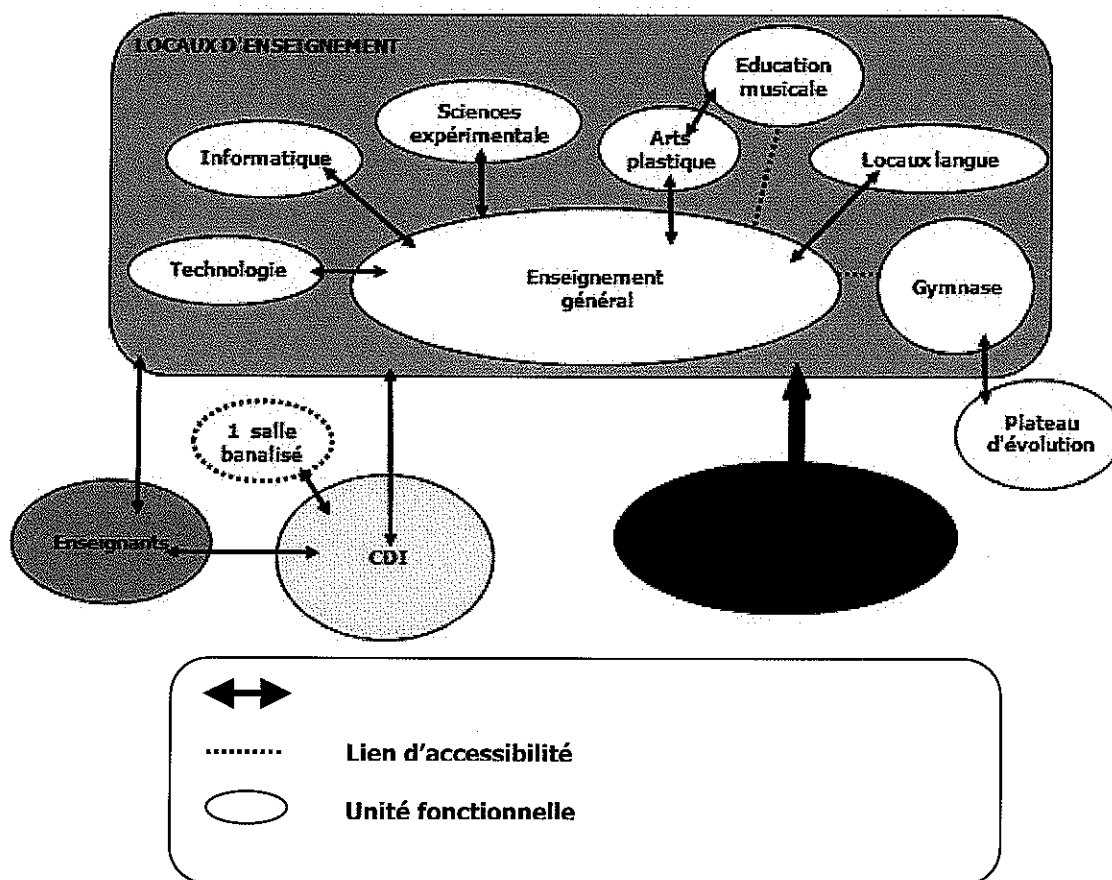 LOCAUX D'ENSEIGNEMENT
Education
musicale
Sciences
expérimentale
Arts
plastique
Informatique
Locaux langue
Technologie
Enseignement
général
Gymnase
1 salle
banalisé
Plateau
d'évolution
Enseignants
CDI
Lien d'accessibilité
Unité fonctionnelle